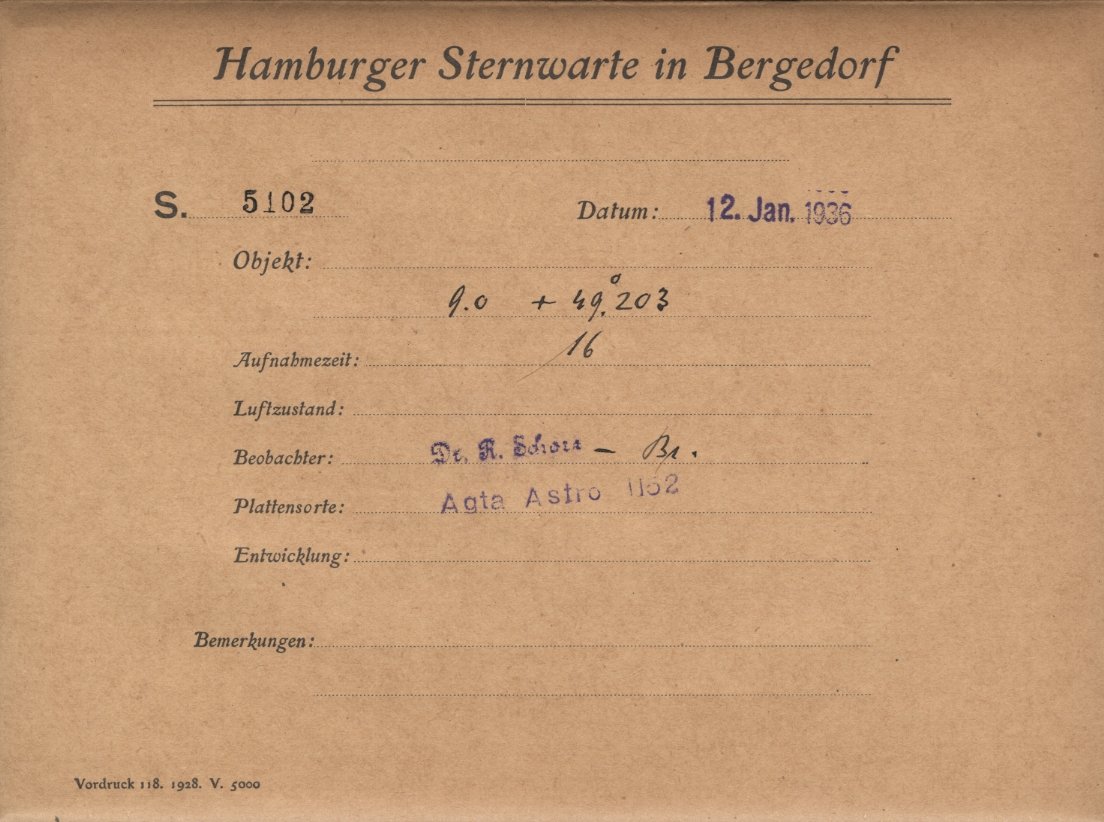 Hamburger Sternwarte in Bergedorf
S. 5102 Datum: 12. Jan. 1936
Objekt:
9.0 + 49.°203
Aufnahmezeit: 16
Luftzustand:
Beobachter: Dr. R. Schorr – Br.
Plattensorte: Agfa Astro 1152
Entwicklung:
Bemerkungen:
Vordruck 118. 1928. V. 5000